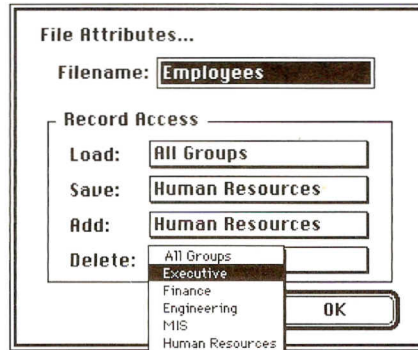 File Attributes...
Filename: Employees
Record Access
Load: All Groups
Save: Human Resources
Add: Human Resources
Delete:
All Groups
Executive
Finance
Engineering
MIS
Human Resources
OK